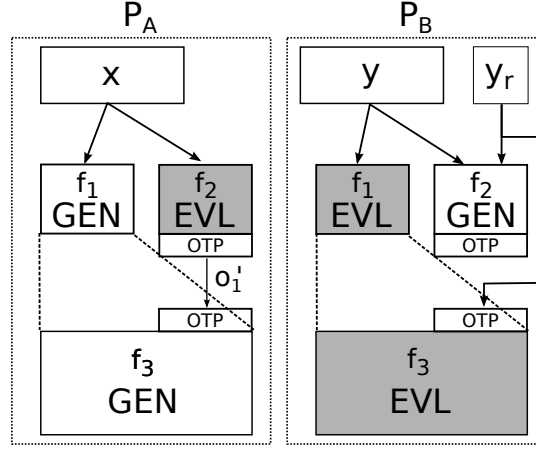 P_A
x
f_1
GEN
f_2
EVL
OTP
o_1'
OTP
f_3
GEN
P_B
y
y_r
f_1
EVL
f_2
GEN
OTP
OTP
f_3
EVL